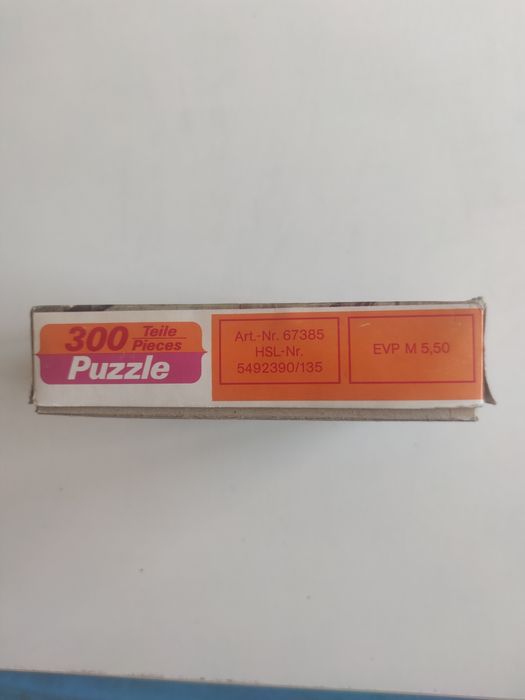 300 Teile
Pieces
Puzzle
Art.-Nr. 67385
HSL-Nr.
5492390/135
EVP M 5,50